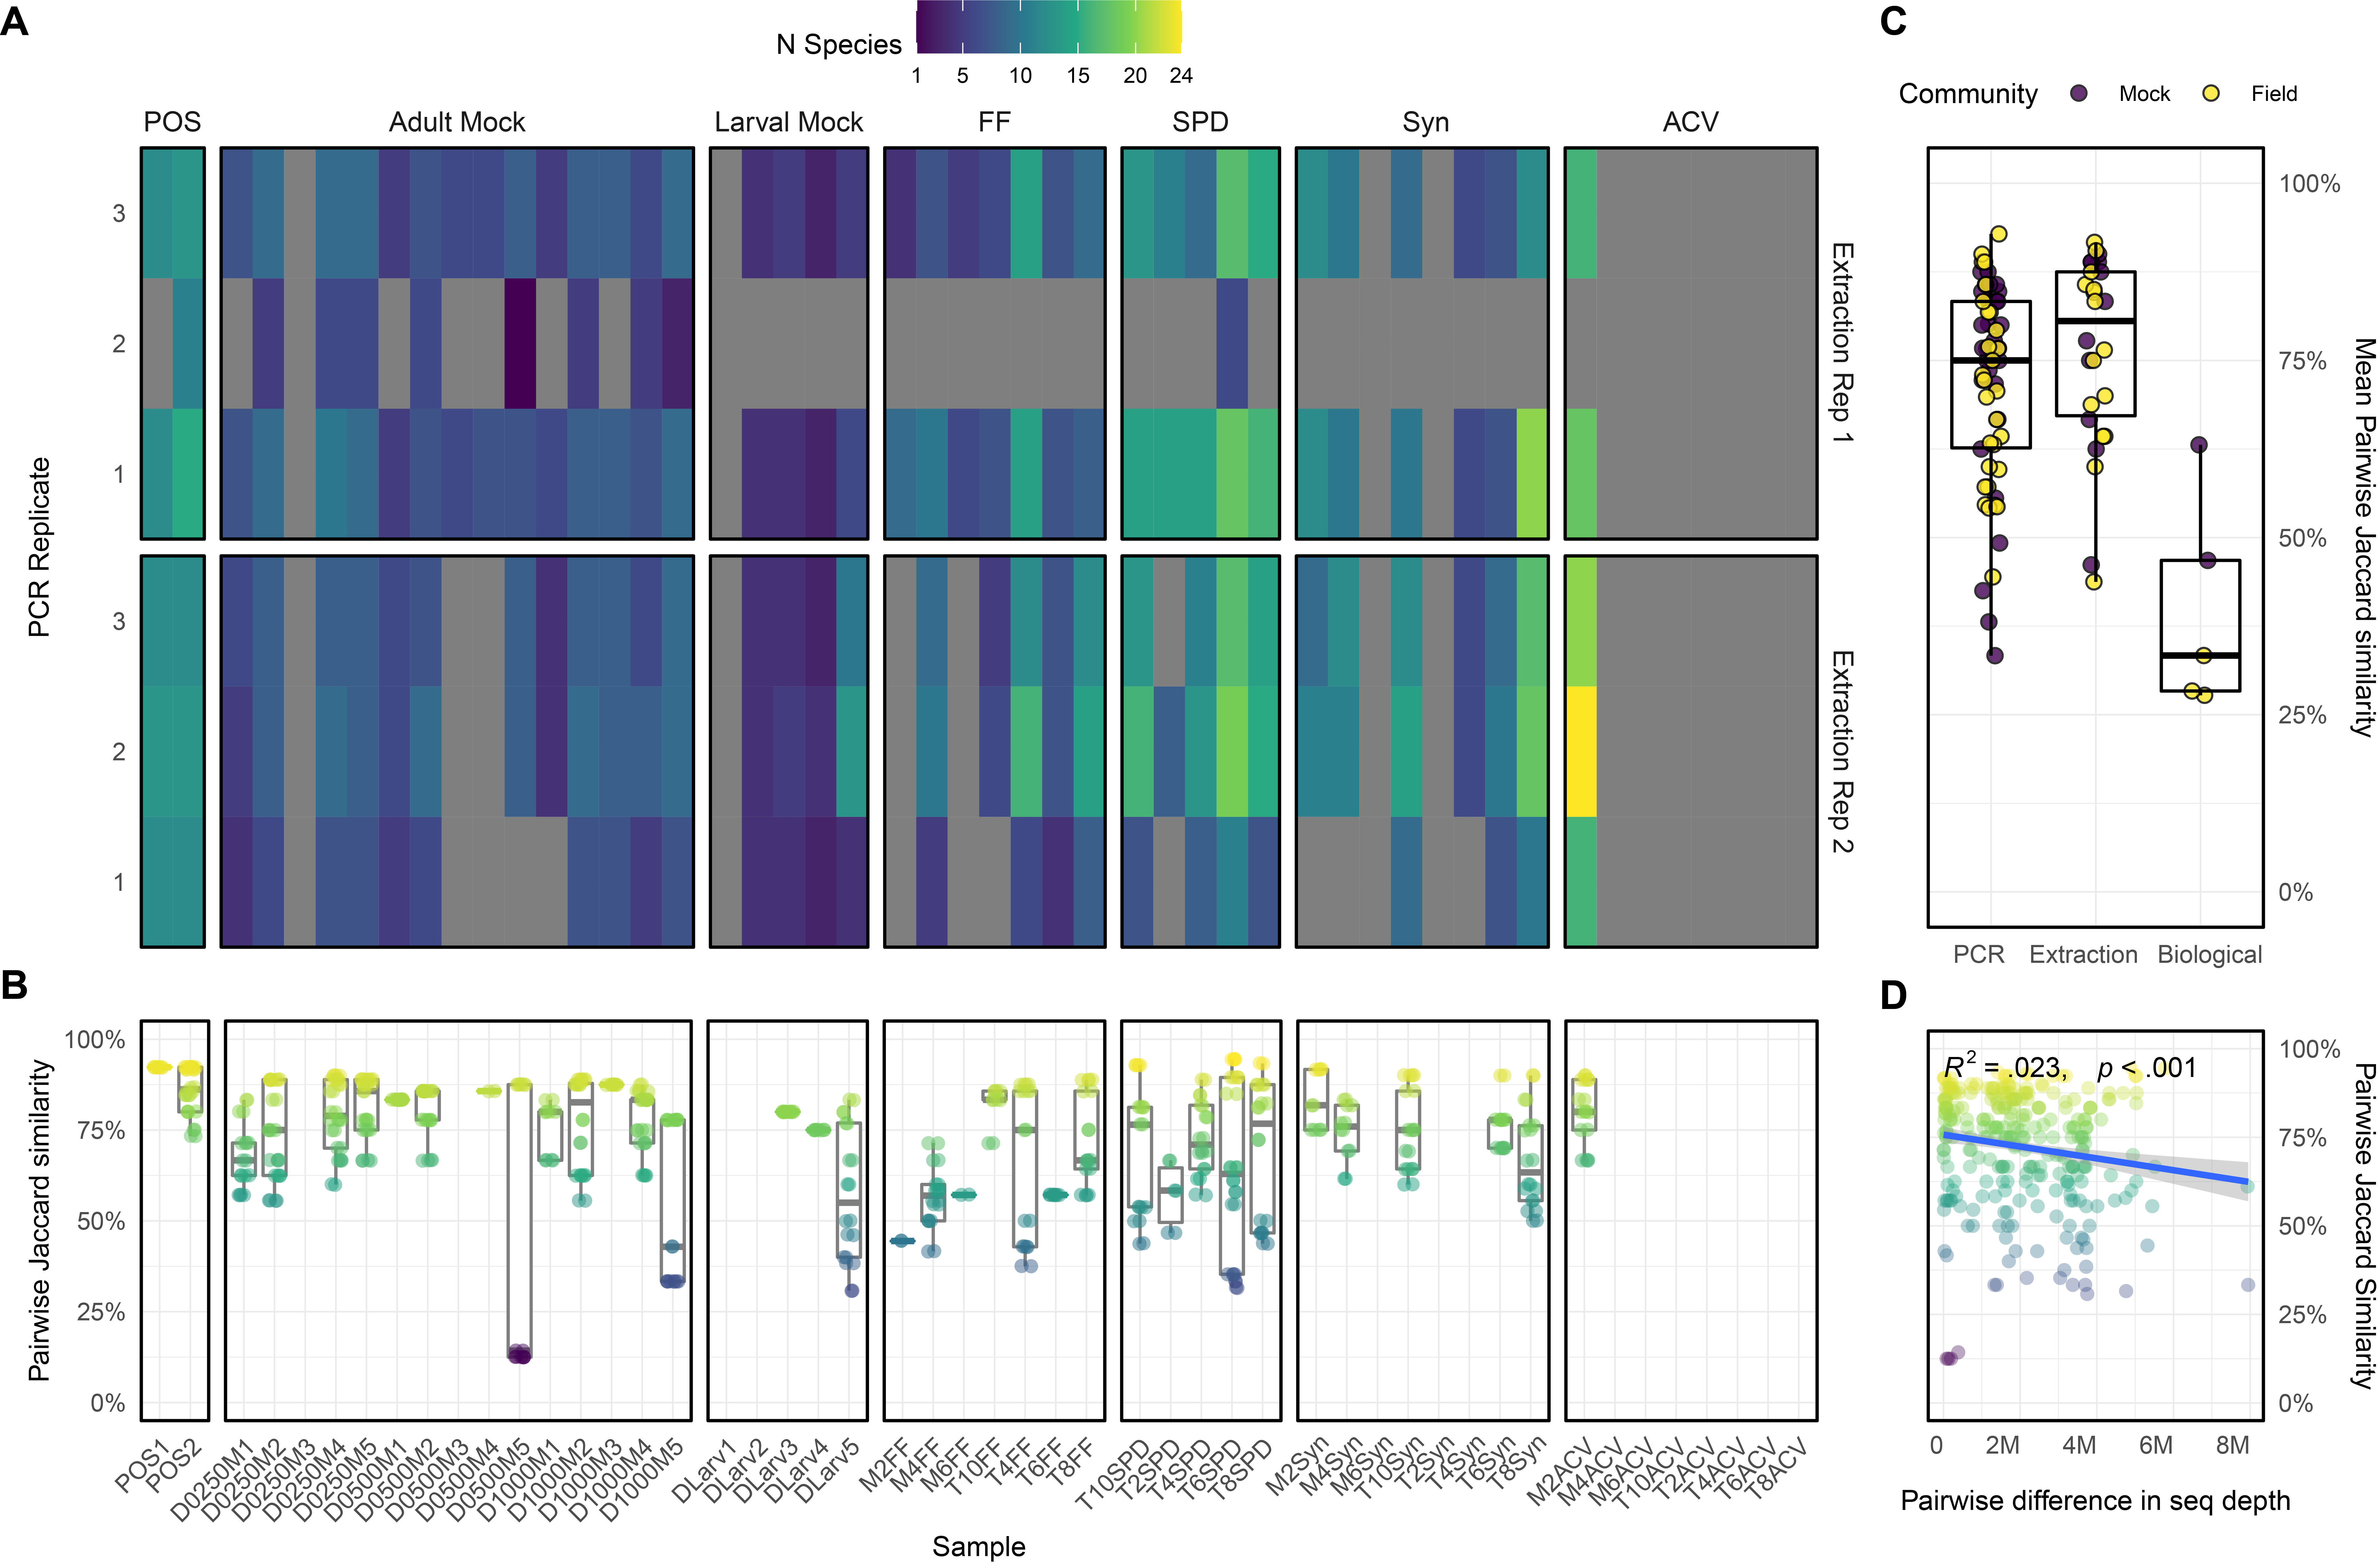 A
N Species
1 5 10 15 20 24
POS Adult Mock Larval Mock FF SPD Syn ACV
PCR Replicate
3
2
1
3
2
1
Extraction Rep 1
Extraction Rep 2
B
Pairwise Jaccard similarity
100%
75%
50%
25%
0%
POS1 POS2 D0250M1 D0250M2 D0250M3 D0250M4 D0250M5 D0500M1 D0500M2 D0500M3 D0500M4 D0500M5 D1000M1 D1000M2 D1000M3 D1000M4 D1000M5 DLarv1 DLarv2 DLarv3 DLarv4 DLarv5 M2FF M4FF M6FF T10FF T4FF T6FF T8FF T10SPD T2SPD T4SPD T6SPD T8SPD M2Syn M4Syn M6Syn T10Syn T2Syn T4Syn T6Syn T8Syn M2ACV M4ACV M6ACV T10ACV T2ACV T4ACV T6ACV T8ACV
Sample
C
Community Mock Field
100%
75%
50%
25%
0%
Mean Pairwise Jaccard similarity
PCR Extraction Biological
D
R² = .023, p < .001
100%
75%
50%
25%
0%
Pairwise Jaccard Similarity
0 2M 4M 6M 8M
Pairwise difference in seq depth